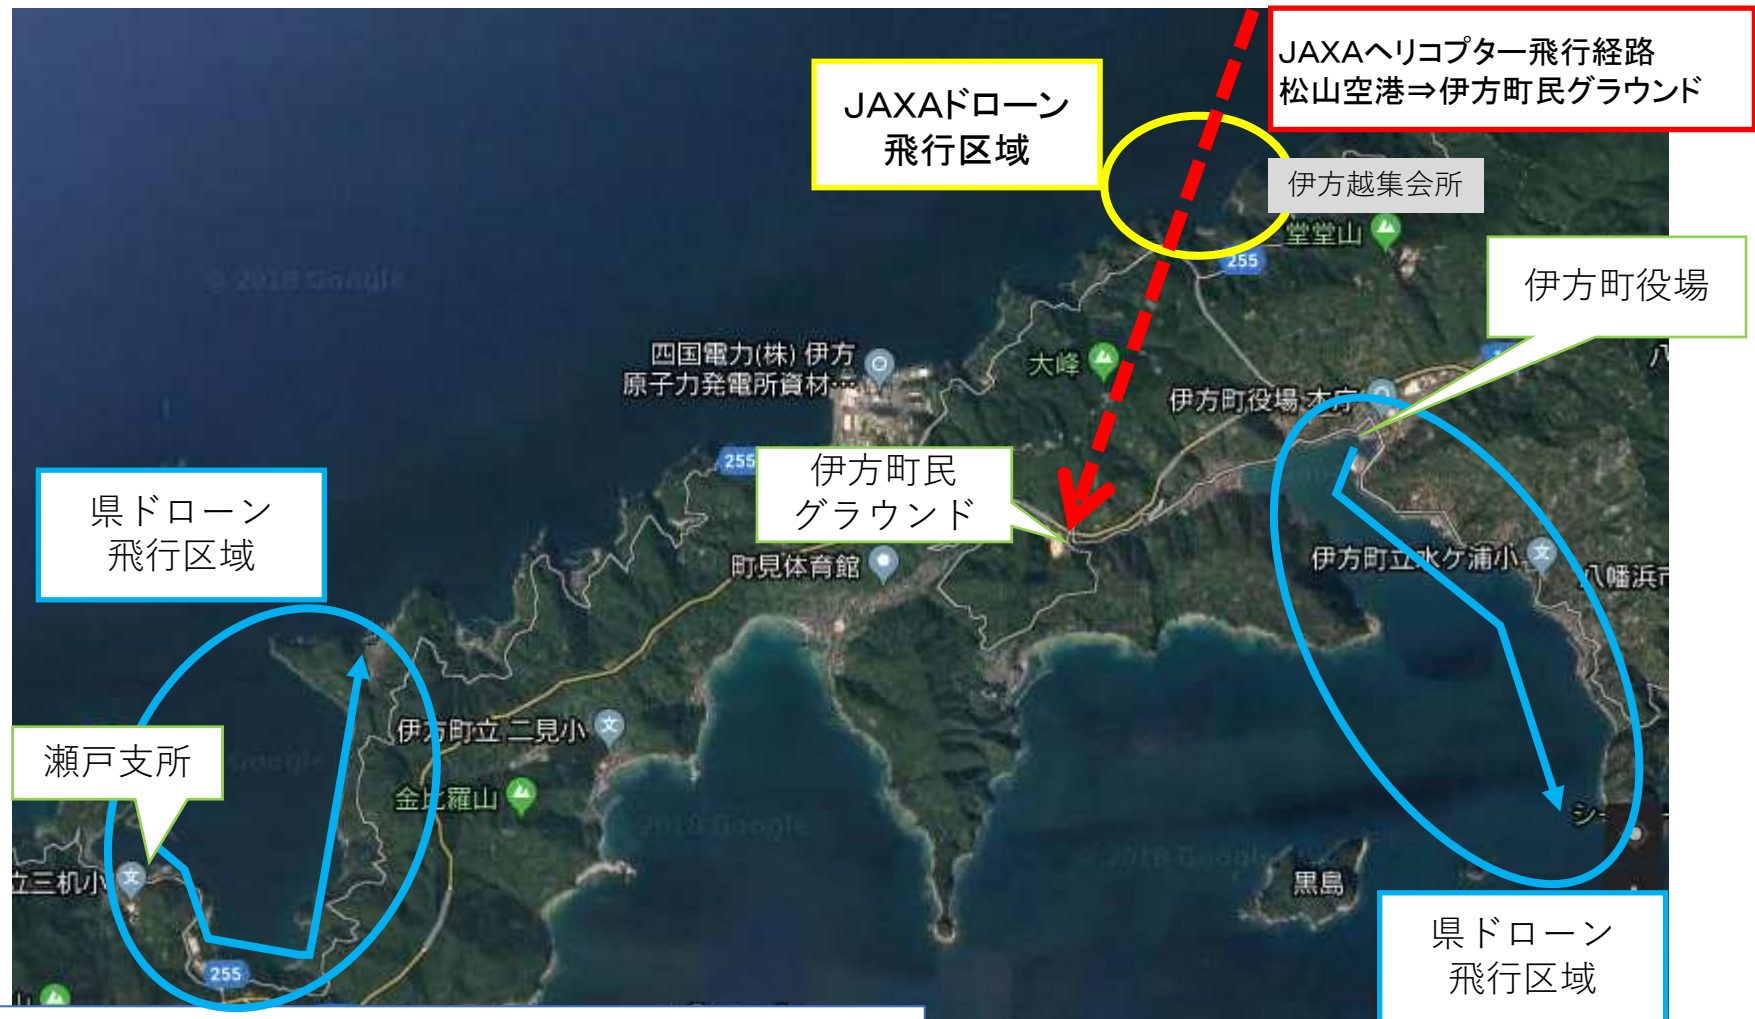 JAXAヘリコプター飛行経路
松山空港⇒伊方町民グラウンド
JAXAドローン
飛行区域
伊方越集会所
堂堂山
255
伊方町役場
© 2018 Google
四国電力(株) 伊方
原子力発電所資材…
大峰
伊方町役場 本庁
255
伊方町民
グラウンド
県ドローン
飛行区域
町見体育館
伊方町立水ケ浦小
八幡浜市
瀬戸支所
Google
伊方町立 二見小
金比羅山
2018 Google
© 2018 Google
立三机小
黒島
255
県ドローン
飛行区域